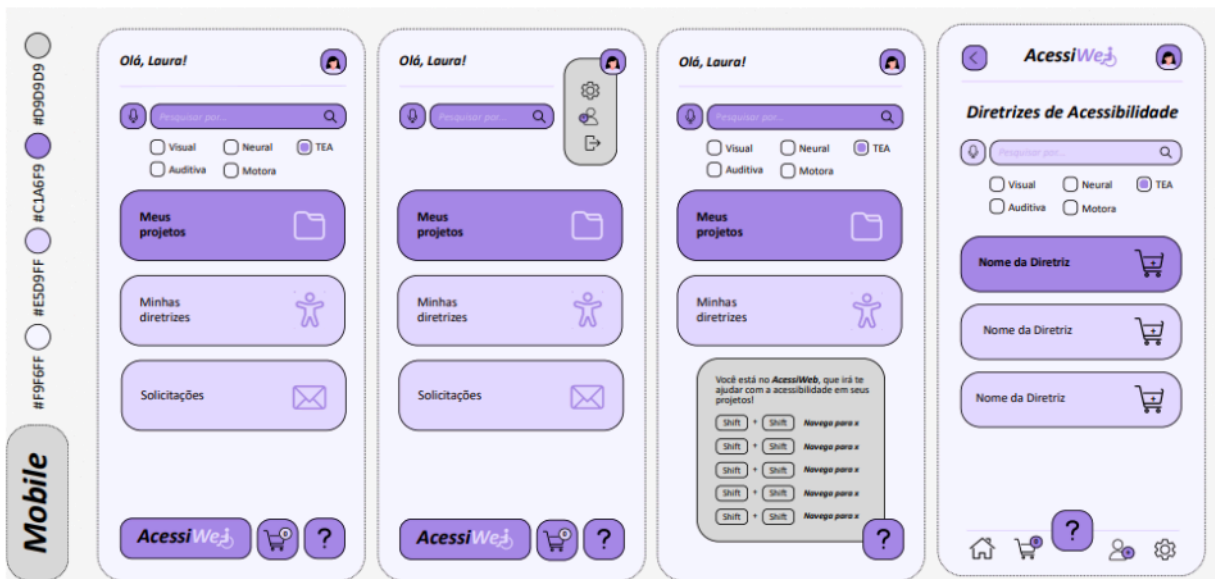 #D9D9D9
#C1A6F9
#E5D9FF
#F9F6FF
Mobile
Olá, Laura!
Pesquisar por...
Visual
Neural
TEA
Auditiva
Motora
Meus
projetos
Minhas
diretrizes
Solicitações
AcessiWeb
0
?
Olá, Laura!
Pesquisar por...
Meus
projetos
Minhas
diretrizes
Solicitações
AcessiWeb
0
?
Olá, Laura!
Pesquisar por...
Visual
Neural
TEA
Auditiva
Motora
Meus
projetos
Minhas
diretrizes
Você está no AcessiWeb, que irá te
ajudar com a acessibilidade em seus
projetos!
Shift + Shift Navega para x
Shift + Shift Navega para x
Shift + Shift Navega para x
Shift + Shift Navega para x
Shift + Shift Navega para x
?
AcessiWeb
Diretrizes de Acessibilidade
Pesquisar por...
Visual
Neural
TEA
Auditiva
Motora
Nome da Diretriz
Nome da Diretriz
Nome da Diretriz
?